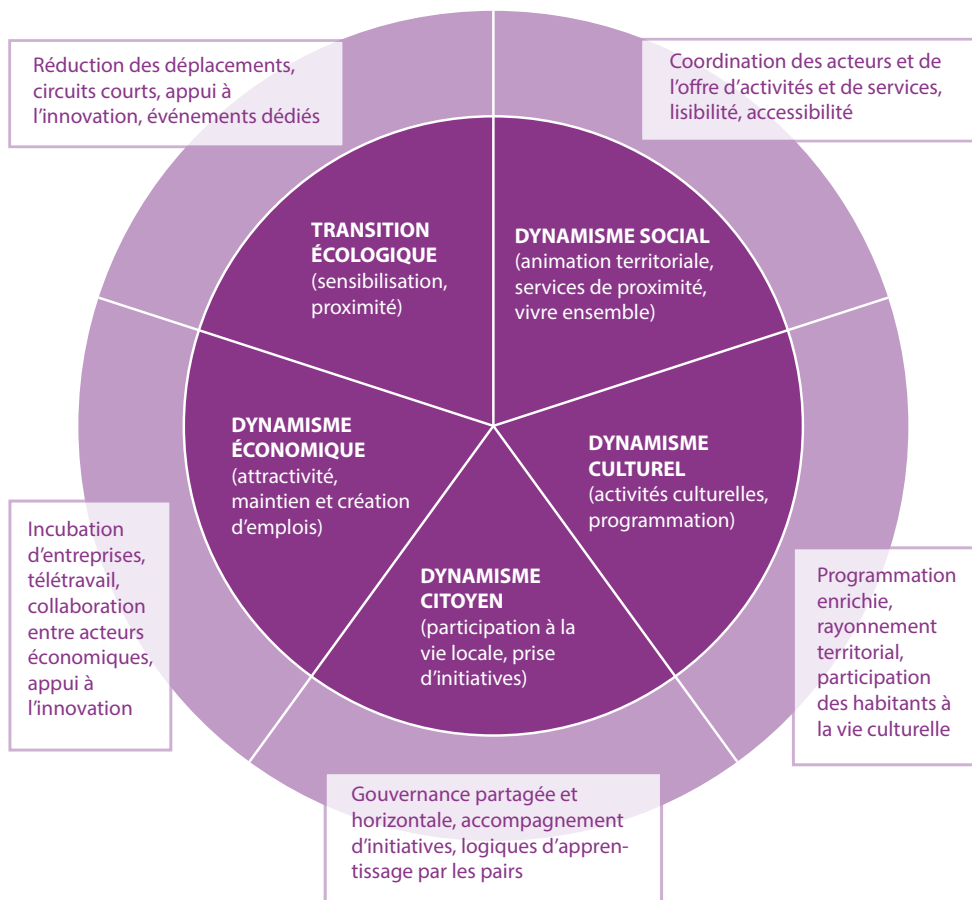 Réduction des déplacements,
circuits courts, appui à
l'innovation, événements dédiés
Coordination des acteurs et de
l'offre d'activités et de services,
lisibilité, accessibilité
TRANSITION
ÉCOLOGIQUE
(sensibilisation,
proximité)
DYNAMISME SOCIAL
(animation territoriale,
services de proximité,
vivre ensemble)
DYNAMISME
ÉCONOMIQUE
(attractivité,
maintien et création
d'emplois)
DYNAMISME
CULTUREL
(activités culturelles,
programmation)
DYNAMISME
CITOYEN
(participation à la
vie locale, prise
d'initiatives)
Incubation
d'entreprises,
télétravail,
collaboration
entre acteurs
économiques,
appui à
l'innovation
Programmation
enrichie,
rayonnement
territorial,
participation
des habitants à
la vie culturelle
Gouvernance partagée et
horizontale, accompagnement
d'initiatives, logiques d'appren-
tissage par les pairs